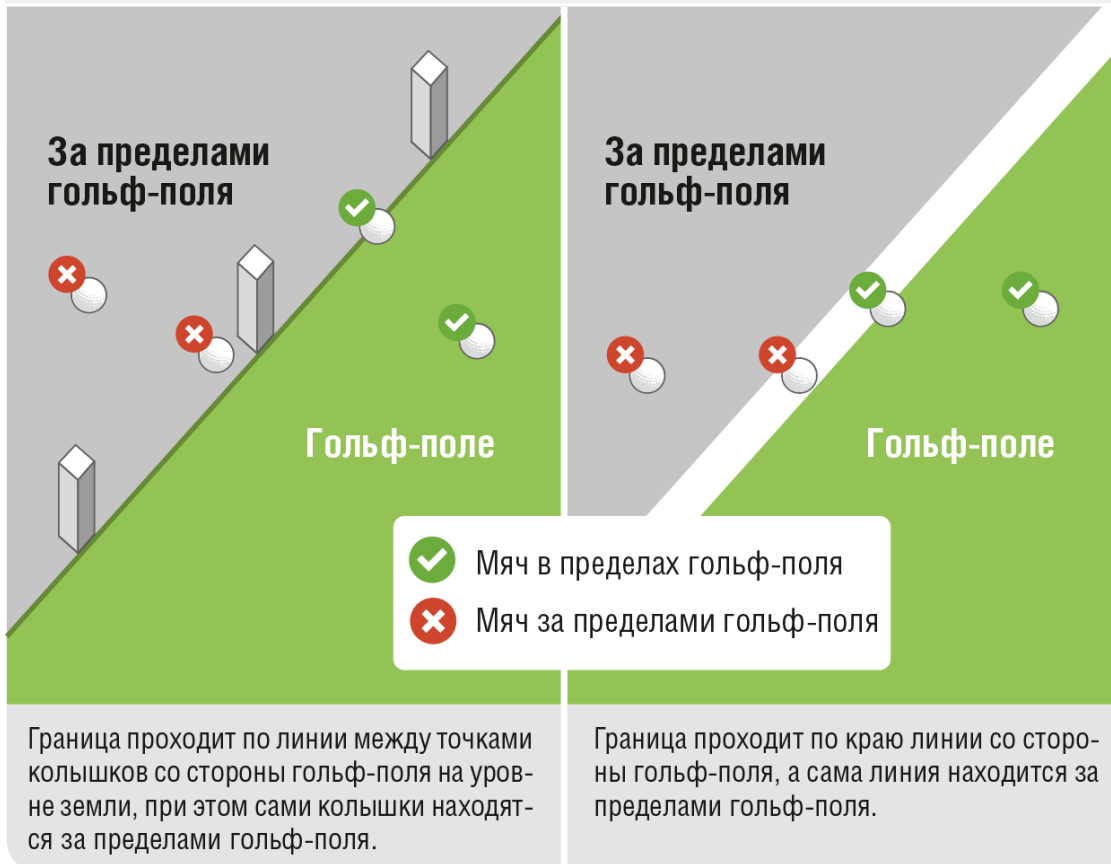 За пределами
гольф-поля
Гольф-поле
За пределами
гольф-поля
Гольф-поле
Мяч в пределах гольф-поля
Мяч за пределами гольф-поля
Граница проходит по линии между точками
колышков со стороны гольф-поля на уров-
не земли, при этом сами колышки находят-
ся за пределами гольф-поля.
Граница проходит по краю линии со сторо-
ны гольф-поля, а сама линия находится за
пределами гольф-поля.